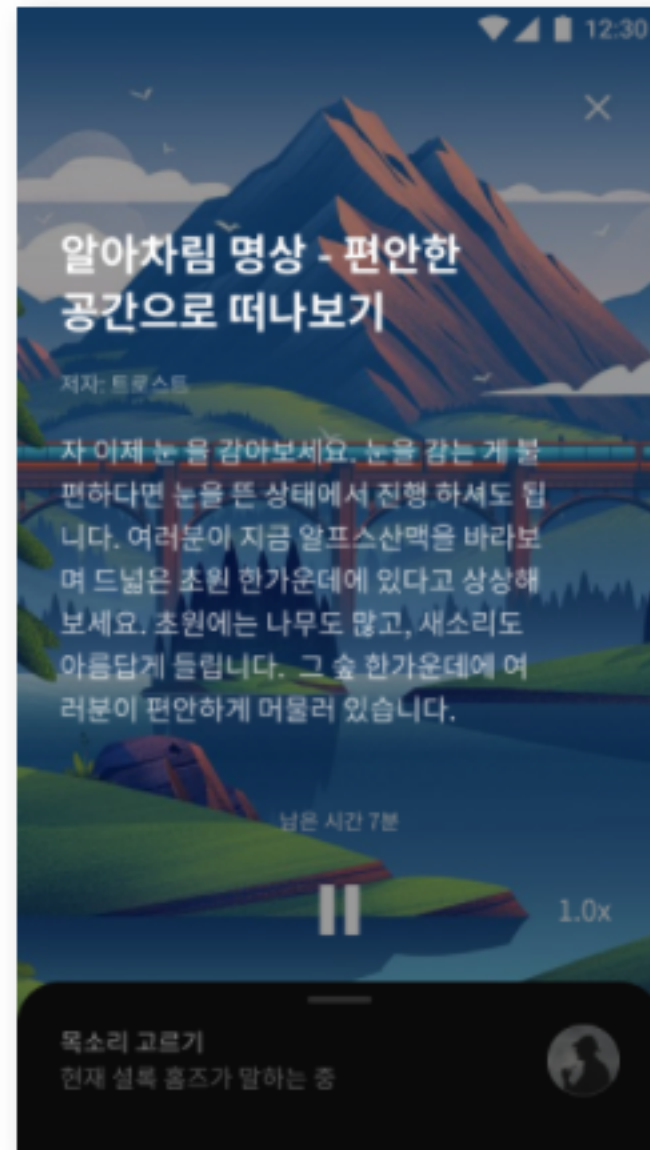 12:30
알아차림 명상 - 편안한
공간으로 떠나보기
저자: 트로스트
자 이제 눈 을 감아보세요. 눈을 감는 게 불
편하다면 눈을 뜬 상태에서 진행 하셔도 됩
니다. 여러분이 지금 알프스산맥을 바라보
며 드넓은 초원 한가운데에 있다고 상상해
보세요. 초원에는 나무도 많고, 새소리도
아름답게 들립니다. 그 숲 한가운데에 여
러분이 편안하게 머물러 있습니다.
남은 시간 7분
1.0x
목소리 고르기
현재 셜록 홈즈가 말하는 중